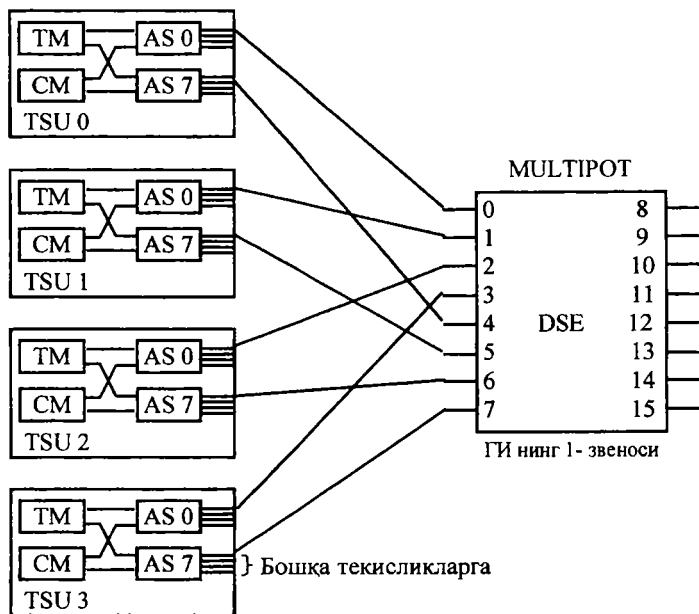 TM AS 0
CM AS 7
TSU 0
TM AS 0
CM AS 7
TSU 1
TM AS 0
CM AS 7
TSU 2
TM AS 0
CM AS 7
TSU 3
} Бошқа текисликларга
MULTIPOT
0 8
1 9
2 10
3 11
4 DSE 12
5 13
6 14
7 15
ГИ нинг 1- звеноси